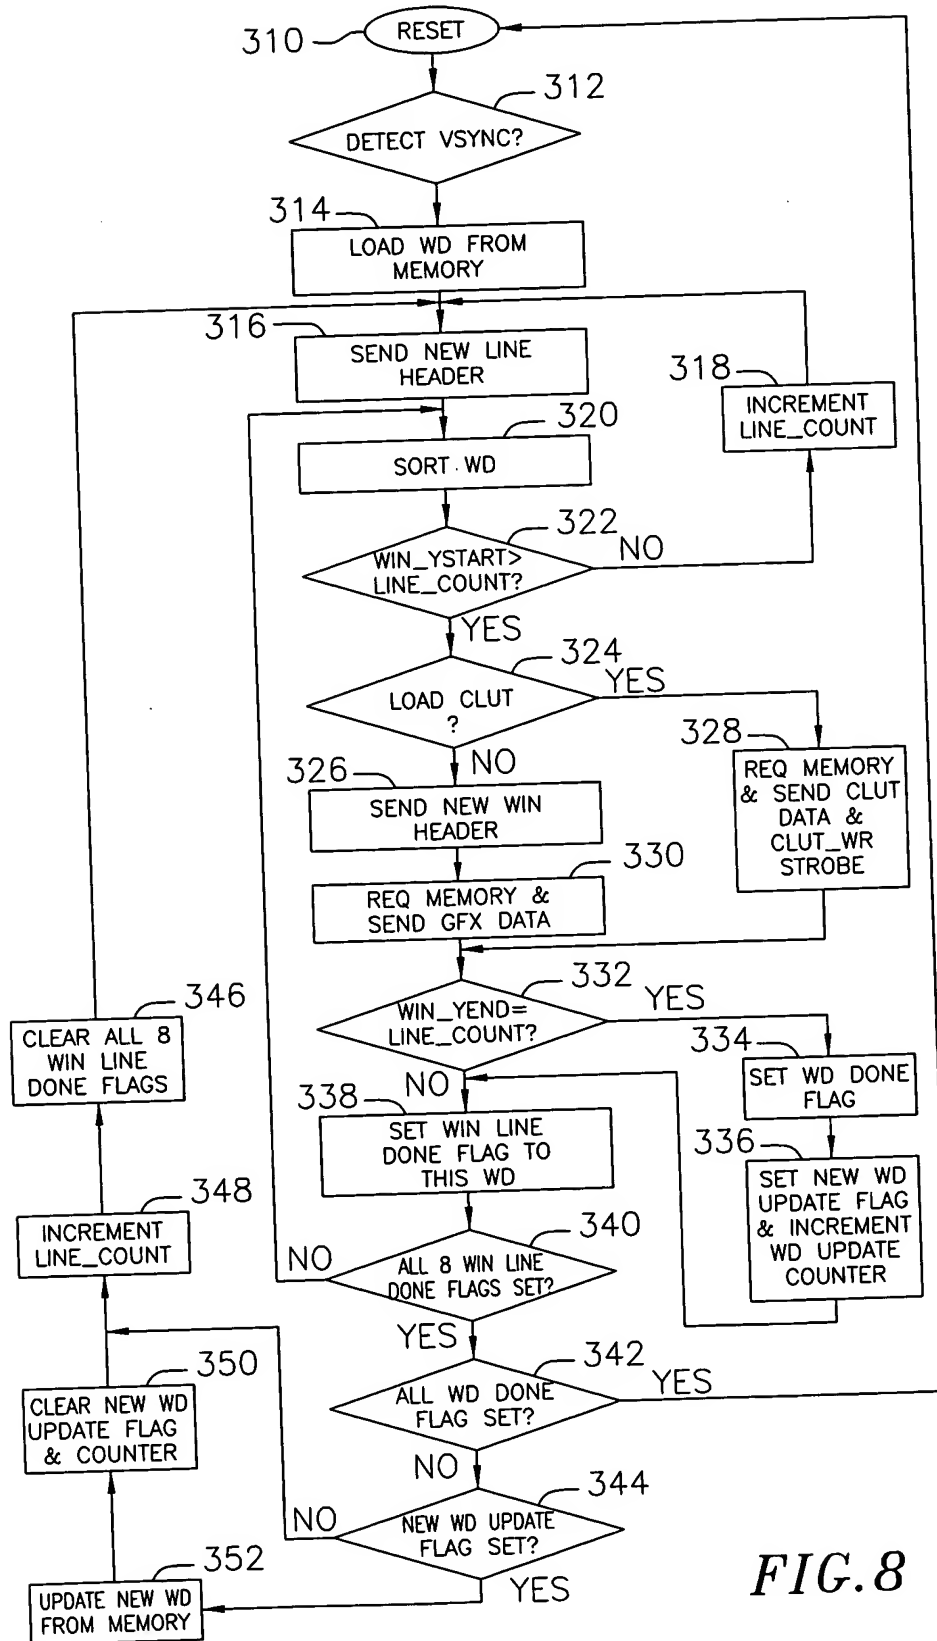 310
RESET
312
DETECT VSYNC?
314
LOAD WD FROM
MEMORY
316
SEND NEW LINE
HEADER
318
INCREMENT
LINE_COUNT
320
SORT WD
322
WIN_YSTART>
LINE_COUNT?
NO
YES
324
LOAD CLUT
?
YES
NO
326
SEND NEW WIN
HEADER
328
REQ MEMORY
& SEND CLUT
DATA &
CLUT_WR
STROBE
330
REQ MEMORY &
SEND GFX DATA
332
WIN_YEND=
LINE_COUNT?
YES
NO
334
SET WD DONE
FLAG
336
SET NEW WD
UPDATE FLAG
& INCREMENT
WD UPDATE
COUNTER
338
SET WIN LINE
DONE FLAG TO
THIS WD
340
ALL 8 WIN LINE
DONE FLAGS SET?
NO
YES
342
ALL WD DONE
FLAG SET?
YES
NO
344
NEW WD UPDATE
FLAG SET?
NO
YES
346
CLEAR ALL 8
WIN LINE
DONE FLAGS
348
INCREMENT
LINE_COUNT
350
CLEAR NEW WD
UPDATE FLAG
& COUNTER
352
UPDATE NEW WD
FROM MEMORY
FIG.8